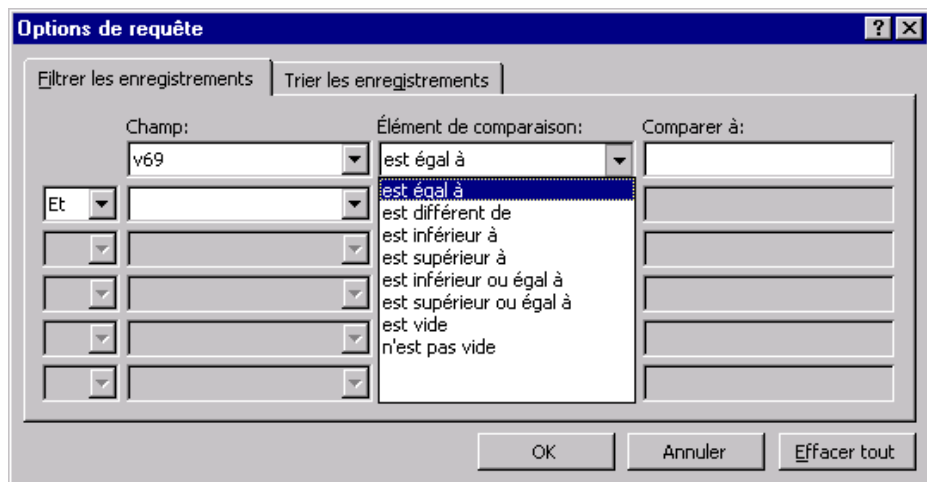 Options de requête
Filtrer les enregistrements Trier les enregistrements
Champ: Élément de comparaison: Comparer à:
v69 est égal à
Et est égal à
est différent de
est inférieur à
est supérieur à
est inférieur ou égal à
est supérieur ou égal à
est vide
n'est pas vide
OK Annuler Effacer tout